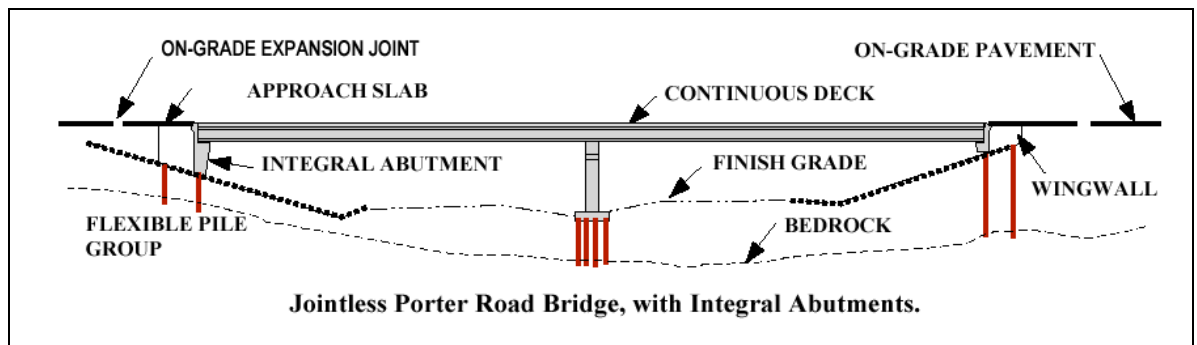 ON-GRADE EXPANSION JOINT
ON-GRADE PAVEMENT
APPROACH SLAB
CONTINUOUS DECK
INTEGRAL ABUTMENT
FINISH GRADE
WINGWALL
FLEXIBLE PILE
GROUP
BEDROCK
Jointless Porter Road Bridge, with Integral Abutments.